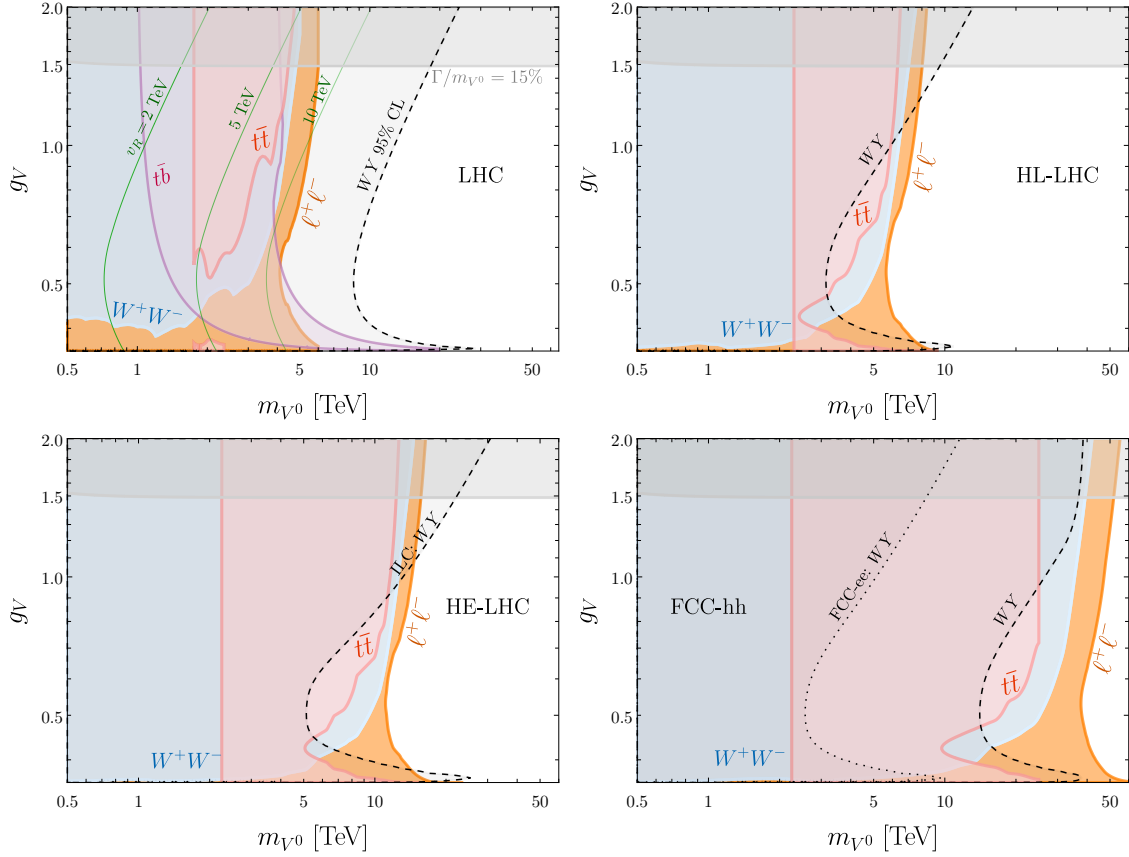 2.0
1.5
1.0
0.5
g_V
Γ/m_{V^0} = 15%
v_R = 2 TeV
5 TeV
10 TeV
tt̄
tb̄
W Y 95% CL
LHC
ℓ⁺ℓ⁻
W⁺W⁻
0.5 1 5 10 50
m_{V^0} [TeV]
2.0
1.5
1.0
0.5
g_V
WY
ℓ⁺ℓ⁻
HL-LHC
tt̄
W⁺W⁻
0.5 1 5 10 50
m_{V^0} [TeV]
2.0
1.5
1.0
0.5
g_V
ILC: WY
HE-LHC
ℓ⁺ℓ⁻
tt̄
W⁺W⁻
0.5 1 5 10 50
m_{V^0} [TeV]
2.0
1.5
1.0
0.5
g_V
FCC-hh
FCC-ee: WY
WY
ℓ⁺ℓ⁻
tt̄
W⁺W⁻
0.5 1 5 10 50
m_{V^0} [TeV]